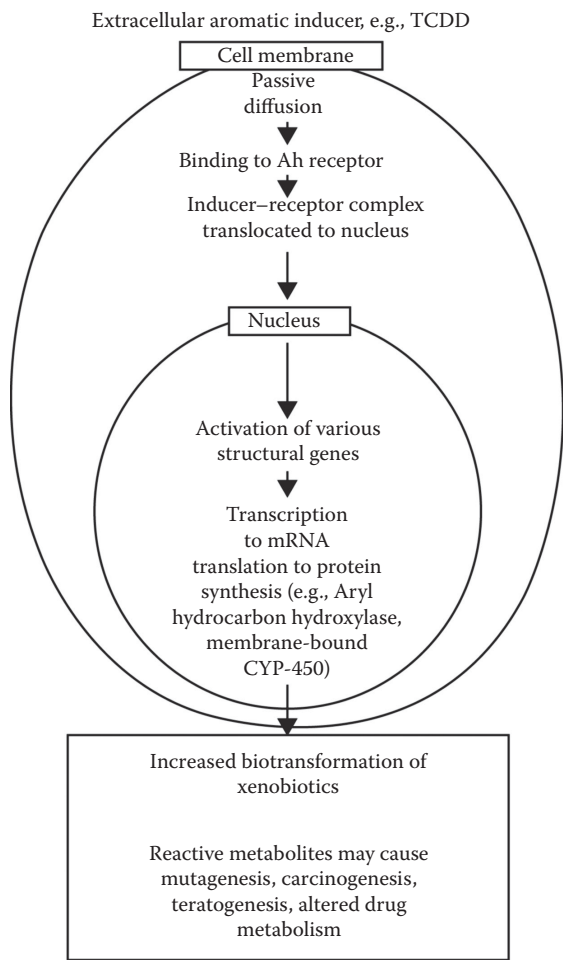 Extracellular aromatic inducer, e.g., TCDD
Cell membrane
Passive
diffusion
Binding to Ah receptor
Inducer–receptor complex
translocated to nucleus
Nucleus
Activation of various
structural genes
Transcription
to mRNA
translation to protein
synthesis (e.g., Aryl
hydrocarbon hydroxylase,
membrane-bound
CYP-450)
Increased biotransformation of
xenobiotics
Reactive metabolites may cause
mutagenesis, carcinogenesis,
teratogenesis, altered drug
metabolism